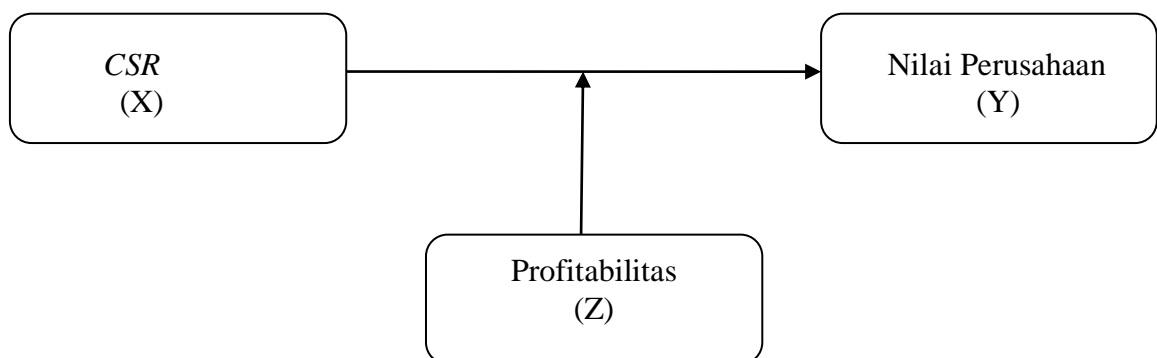 CSR
(X)
Nilai Perusahaan
(Y)
Profitabilitas
(Z)